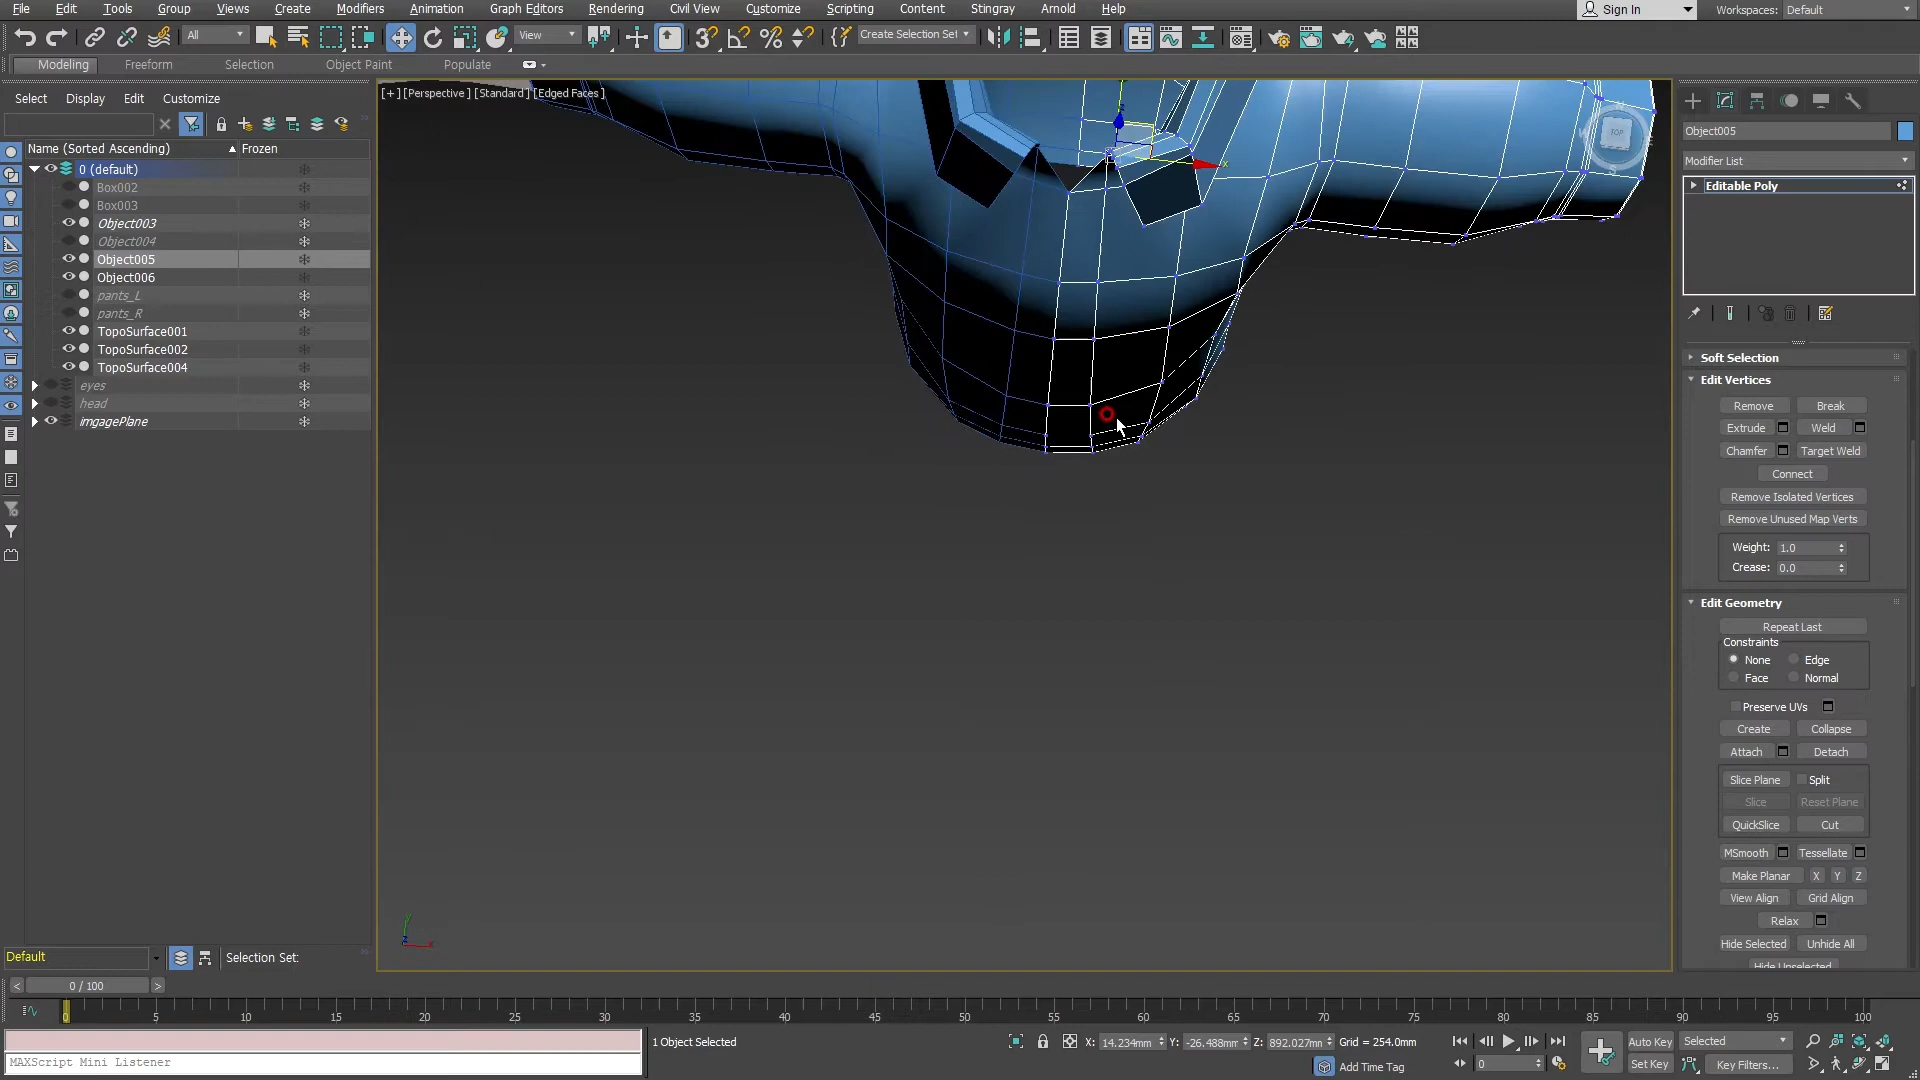 File Edit Tools Group Views Create Modifiers Animation Graph Editors Rendering Civil View Customize Scripting Content Stingray Arnold Help Sign In Workspaces: Default
All View Create Selection Set
Modeling Freeform Selection Object Paint Populate
Select Display Edit Customize
[+] [Perspective] [Standard] [Edged Faces]
Name (Sorted Ascending) Frozen
0 (default)
Box002
Box003
Object003
Object004
Object005
Object006
pants_L
pants_R
TopoSurface001
TopoSurface002
TopoSurface004
eyes
head
imgagePlane
x
TOP
S
y
x
z
Object005
Modifier List
Editable Poly
Soft Selection
Edit Vertices
Remove Break
Extrude Weld
Chamfer Target Weld
Connect
Remove Isolated Vertices
Remove Unused Map Verts
Weight: 1.0
Crease: 0.0
Edit Geometry
Repeat Last
Constraints
None Edge
Face Normal
Preserve UVs
Create Collapse
Attach Detach
Slice Plane Split
Slice Reset Plane
QuickSlice Cut
MSmooth Tessellate
Make Planar X Y Z
View Align Grid Align
Relax
Hide Selected Unhide All
Hide Unselected
Default Selection Set:
< 0 / 100 >
0 5 10 15 20 25 30 35 40 45 50 55 60 65 70 75 80 85 90 95 100
1 Object Selected X: 14.234mm Y: -26.488mm Z: 892.027mm Grid = 254.0mm Auto Key Selected
MAXScript Mini Listener Add Time Tag 0 Set Key Key Filters...